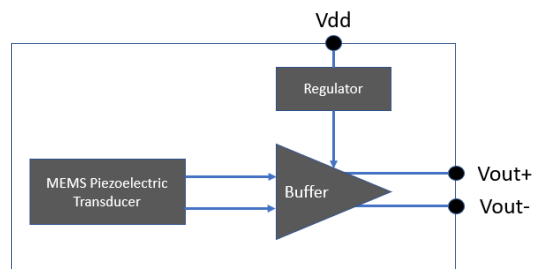 Vdd
Regulator
MEMS Piezoelectric
Transducer
Buffer
Vout+
Vout-